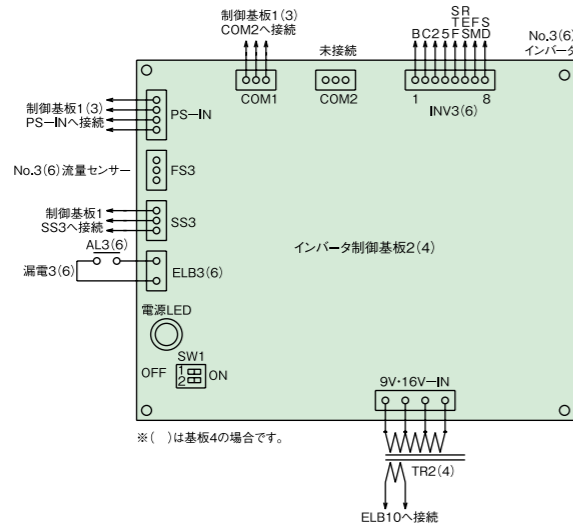 制御基板1(3)
COM2へ接続
未接続
SR
TEFS
BC25FSMD
No.3(6)
インバータ
COM1
COM2
1
8
INV3(6)
制御基板1(3)
PS-INへ接続
PS-IN
No.3(6)流量センサー
FS3
制御基板1
SS3へ接続
SS3
AL3(6)
漏電3(6)
ELB3(6)
インバータ制御基板2(4)
電源LED
SW1
OFF
1
2
ON
9V・16V-IN
※(　)は基板4の場合です。
TR2(4)
ELB10へ接続